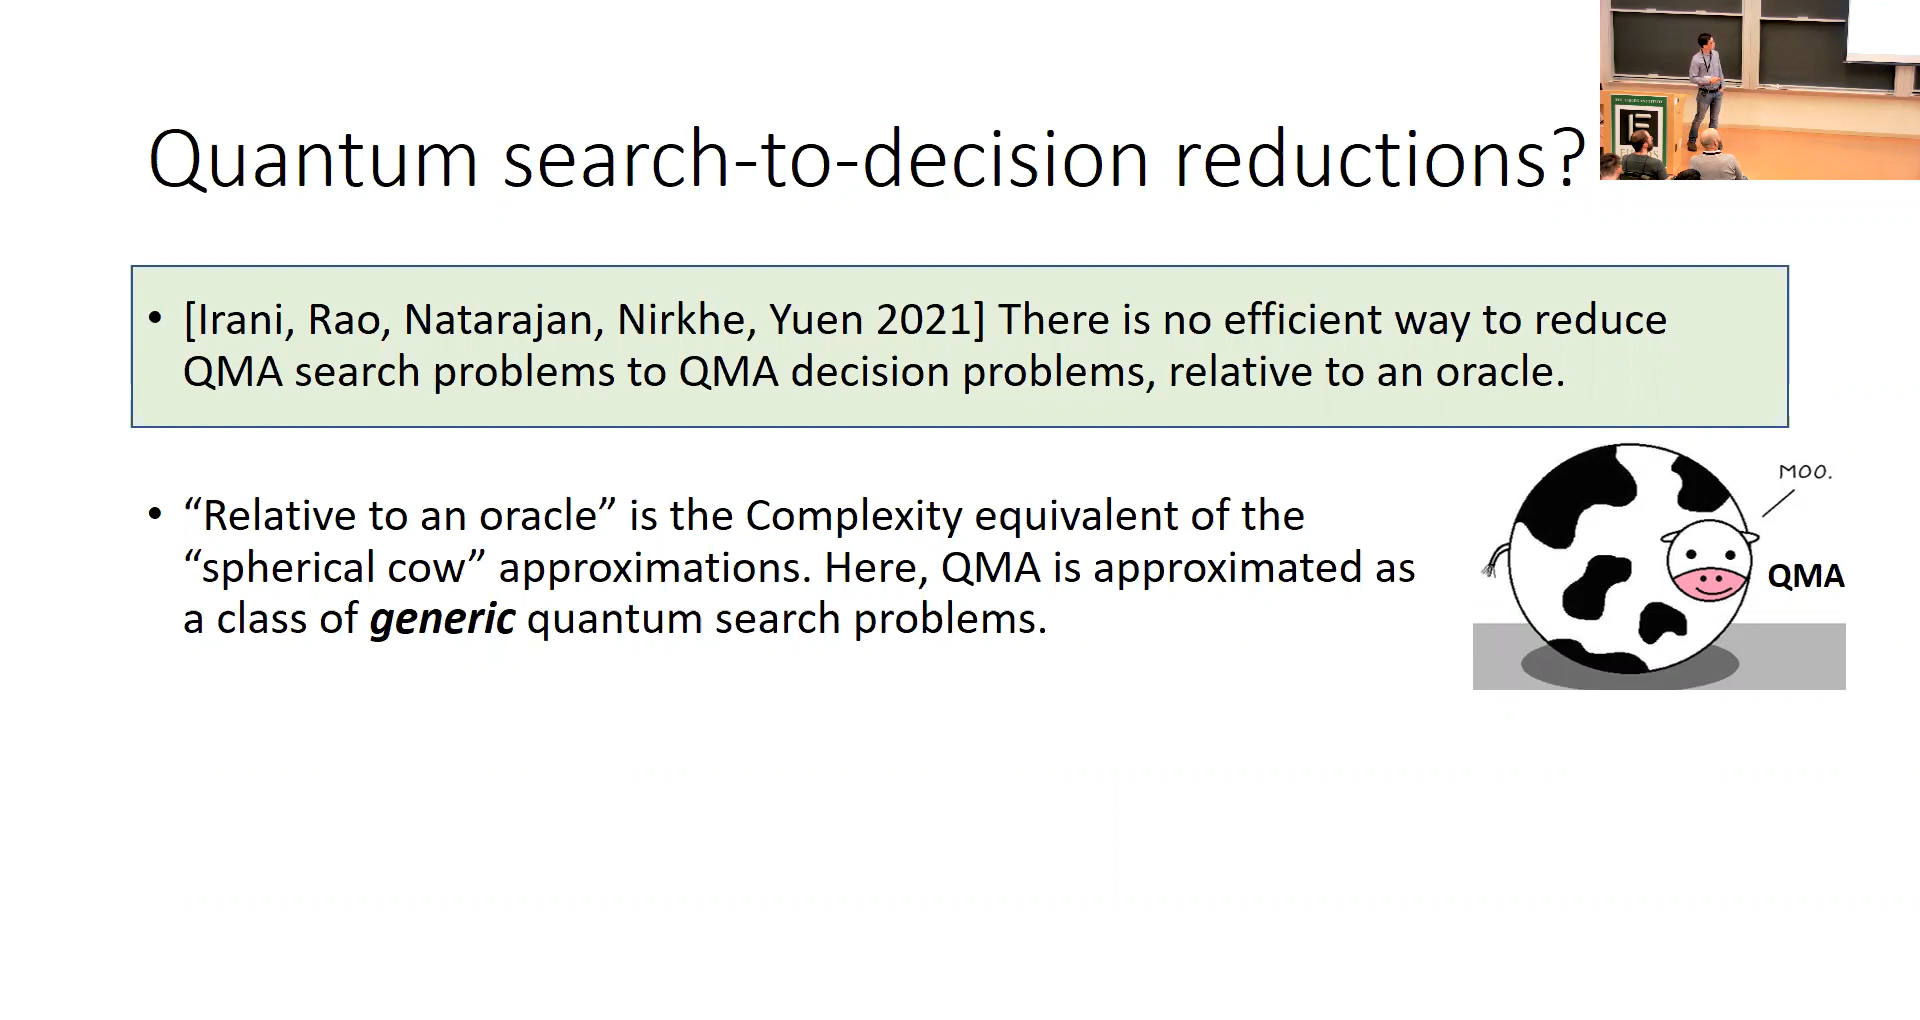 Quantum search-to-decision reductions?
• [Irani, Rao, Natarajan, Nirkhe, Yuen 2021] There is no efficient way to reduce
QMA search problems to QMA decision problems, relative to an oracle.
• “Relative to an oracle” is the Complexity equivalent of the
“spherical cow” approximations. Here, QMA is approximated as
a class of generic quantum search problems.
MOO.
QMA